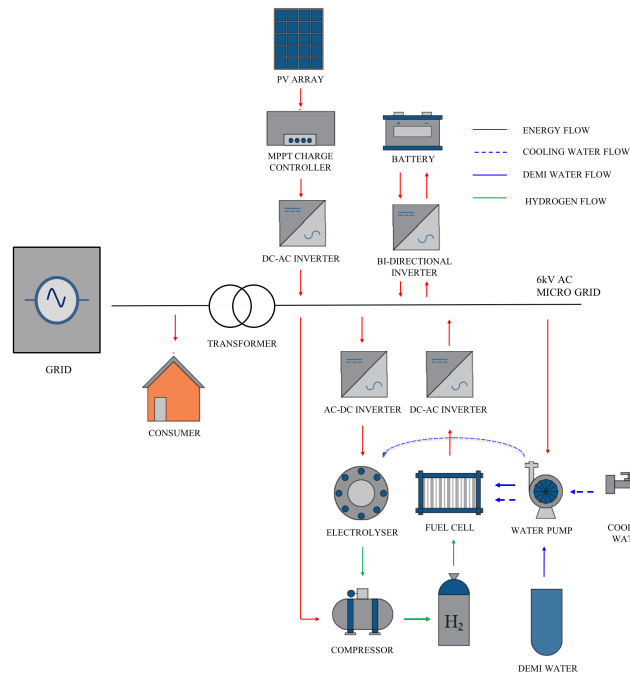 PV ARRAY
MPPT CHARGE
CONTROLLER
BATTERY
ENERGY FLOW
COOLING WATER FLOW
DEMI WATER FLOW
HYDROGEN FLOW
DC-AC INVERTER
BI-DIRECTIONAL
INVERTER
6kV AC
MICRO GRID
TRANSFORMER
GRID
CONSUMER
AC-DC INVERTER
DC-AC INVERTER
ELECTROLYSER
FUEL CELL
WATER PUMP
COOL
WAT
H2
COMPRESSOR
DEMI WATER